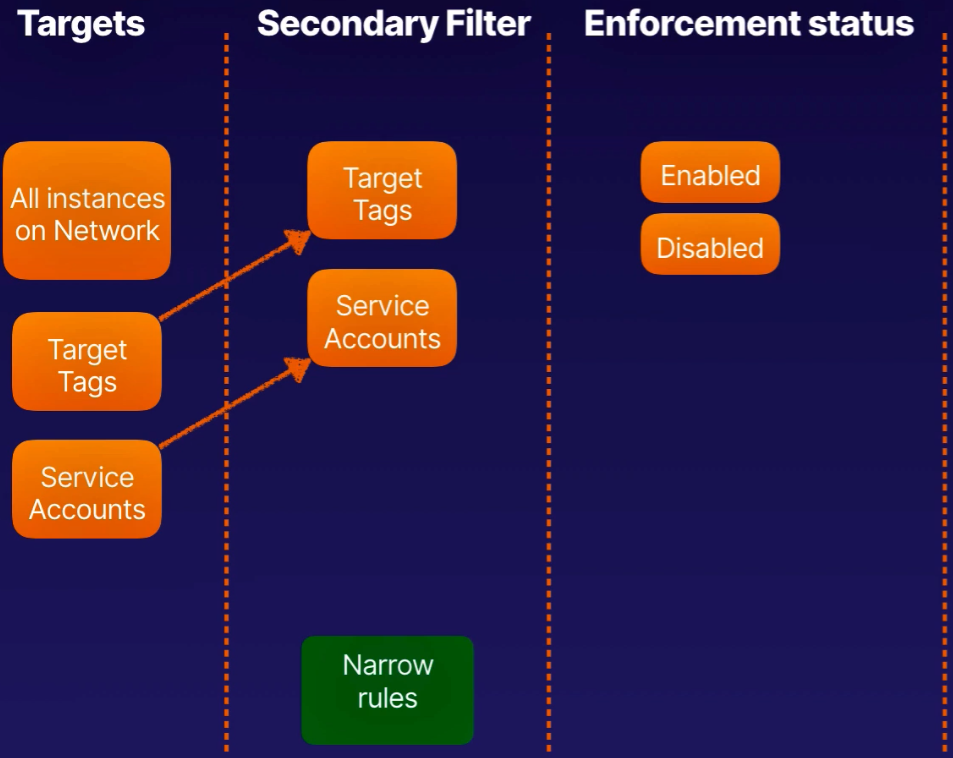 Targets
Secondary Filter
Enforcement status
All instances
on Network
Target
Tags
Service
Accounts
Target
Tags
Service
Accounts
Narrow
rules
Enabled
Disabled